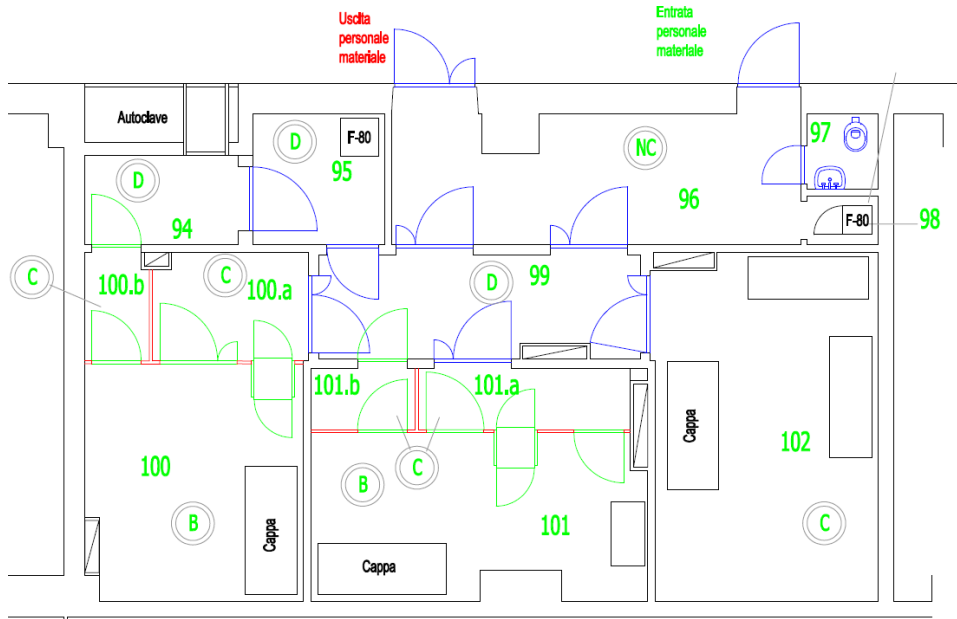 Uscita
personale
materiale
Entrata
personale
materiale
Autoclave
D
F-80
95
NC
97
D
94
96
F-80
98
C
100.b
C
100.a
D
99
101.b
101.a
Cappa
102
100
C
B
B
Cappa
101
C
Cappa